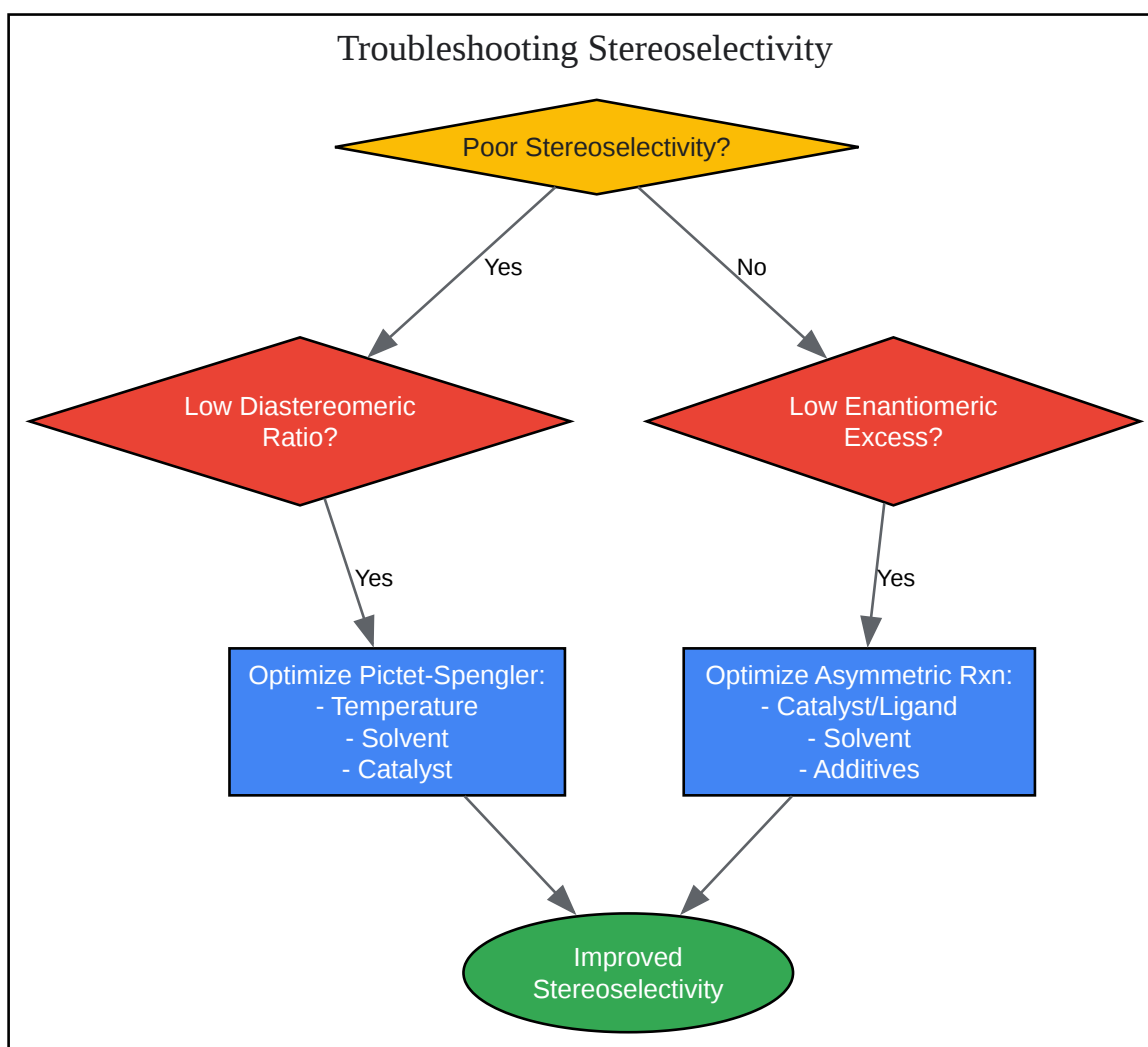 Troubleshooting Stereoselectivity
Poor Stereoselectivity?
Yes
No
Low Diastereomeric
Ratio?
Low Enantiomeric
Excess?
Yes
Yes
Optimize Pictet-Spengler:
- Temperature
- Solvent
- Catalyst
Optimize Asymmetric Rxn:
- Catalyst/Ligand
- Solvent
- Additives
Improved
Stereoselectivity